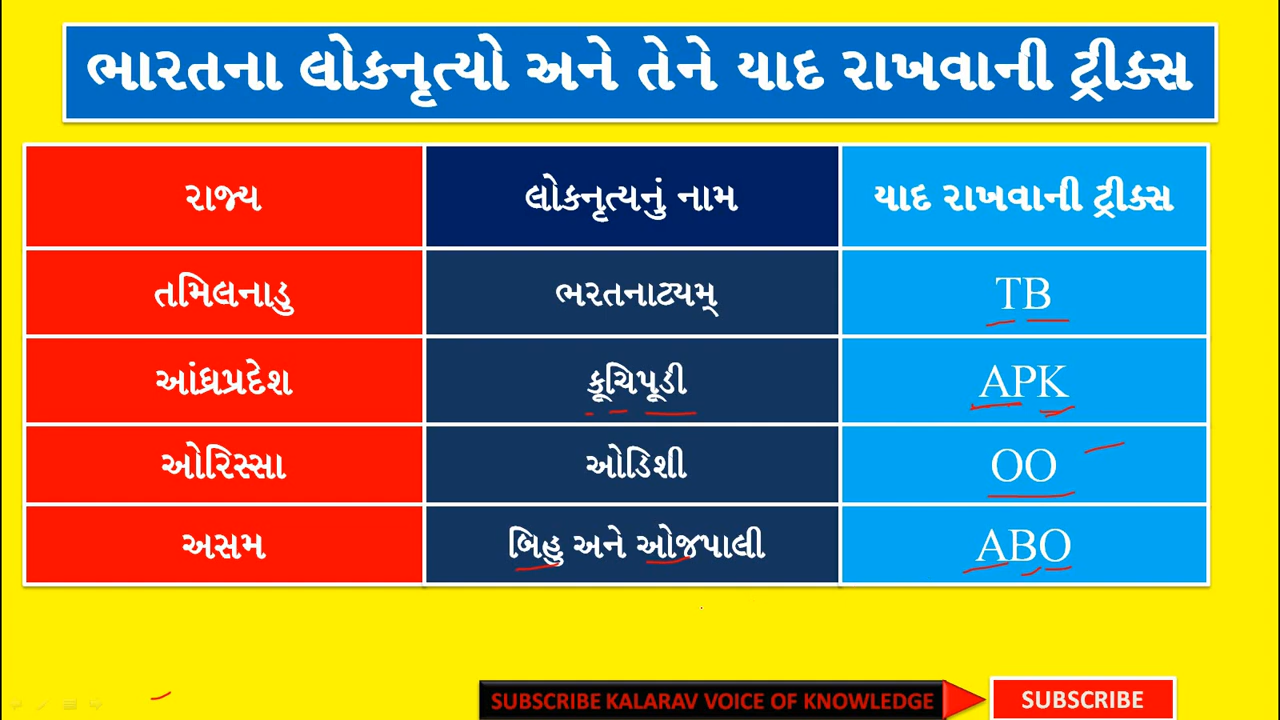 ભારતના લોકનૃત્યો અને તેને યાદ રાખવાની ટ્રીક્સ
રાજ્ય લોકનૃત્યનું નામ યાદ રાખવાની ટ્રીક્સ
તમિલનાડુ ભરતનાટ્યમ્ TB
આંધ્રપ્રદેશ કૂચિપૂડી APK
ઓરિસ્સા ઓડિશી OO
અસમ બિહુ અને ઓજપાલી ABO
SUBSCRIBE KALARAV VOICE OF KNOWLEDGE SUBSCRIBE